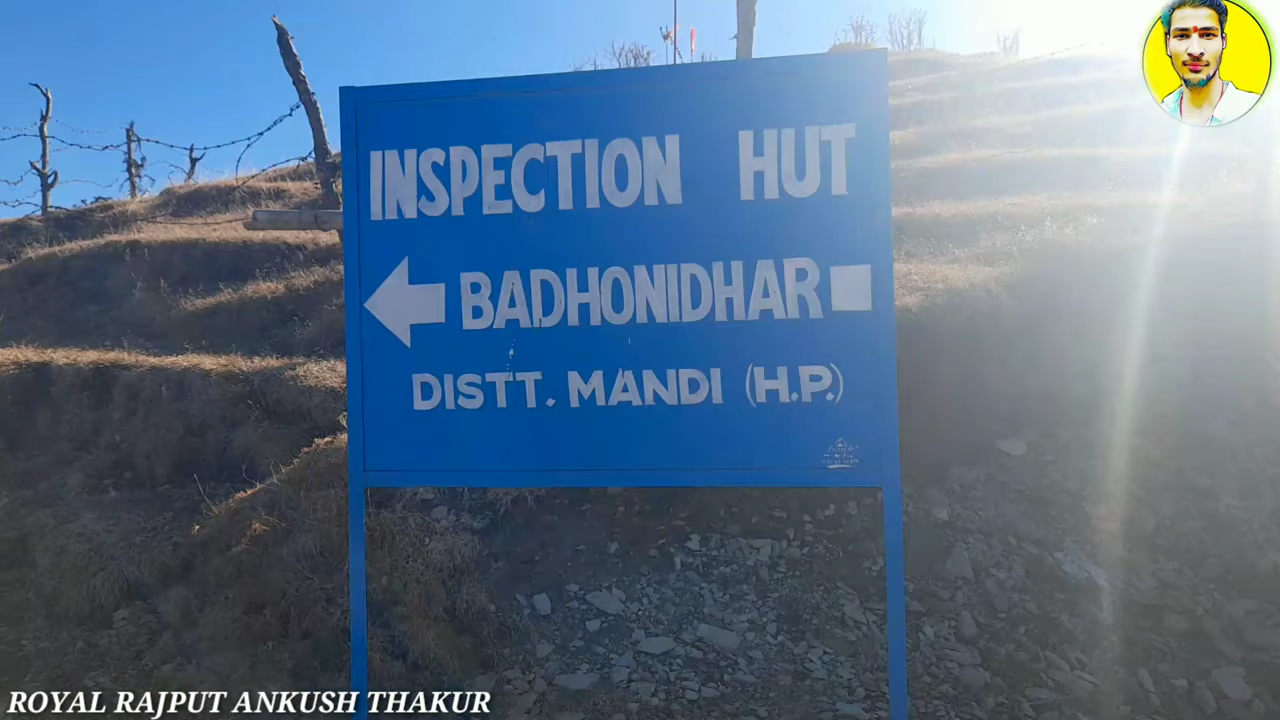 INSPECTION HUT
BADHONIDHAR
DISTT. MANDI (H.P.)
ROYAL RAJPUT ANKUSH THAKUR